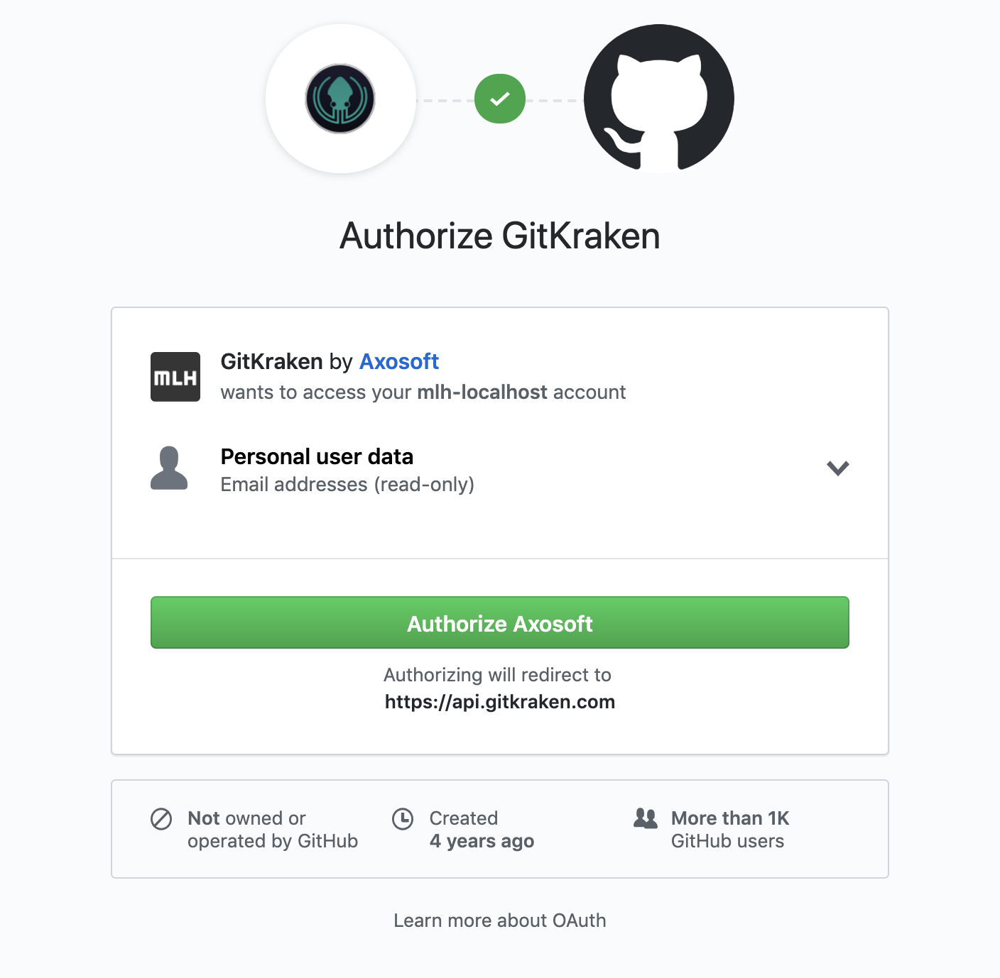 Authorize GitKraken
MLH
GitKraken by Axosoft
wants to access your mlh-localhost account
Personal user data
Email addresses (read-only)
Authorize Axosoft
Authorizing will redirect to
https://api.gitkraken.com
Not owned or
operated by GitHub
Created
4 years ago
More than 1K
GitHub users
Learn more about OAuth